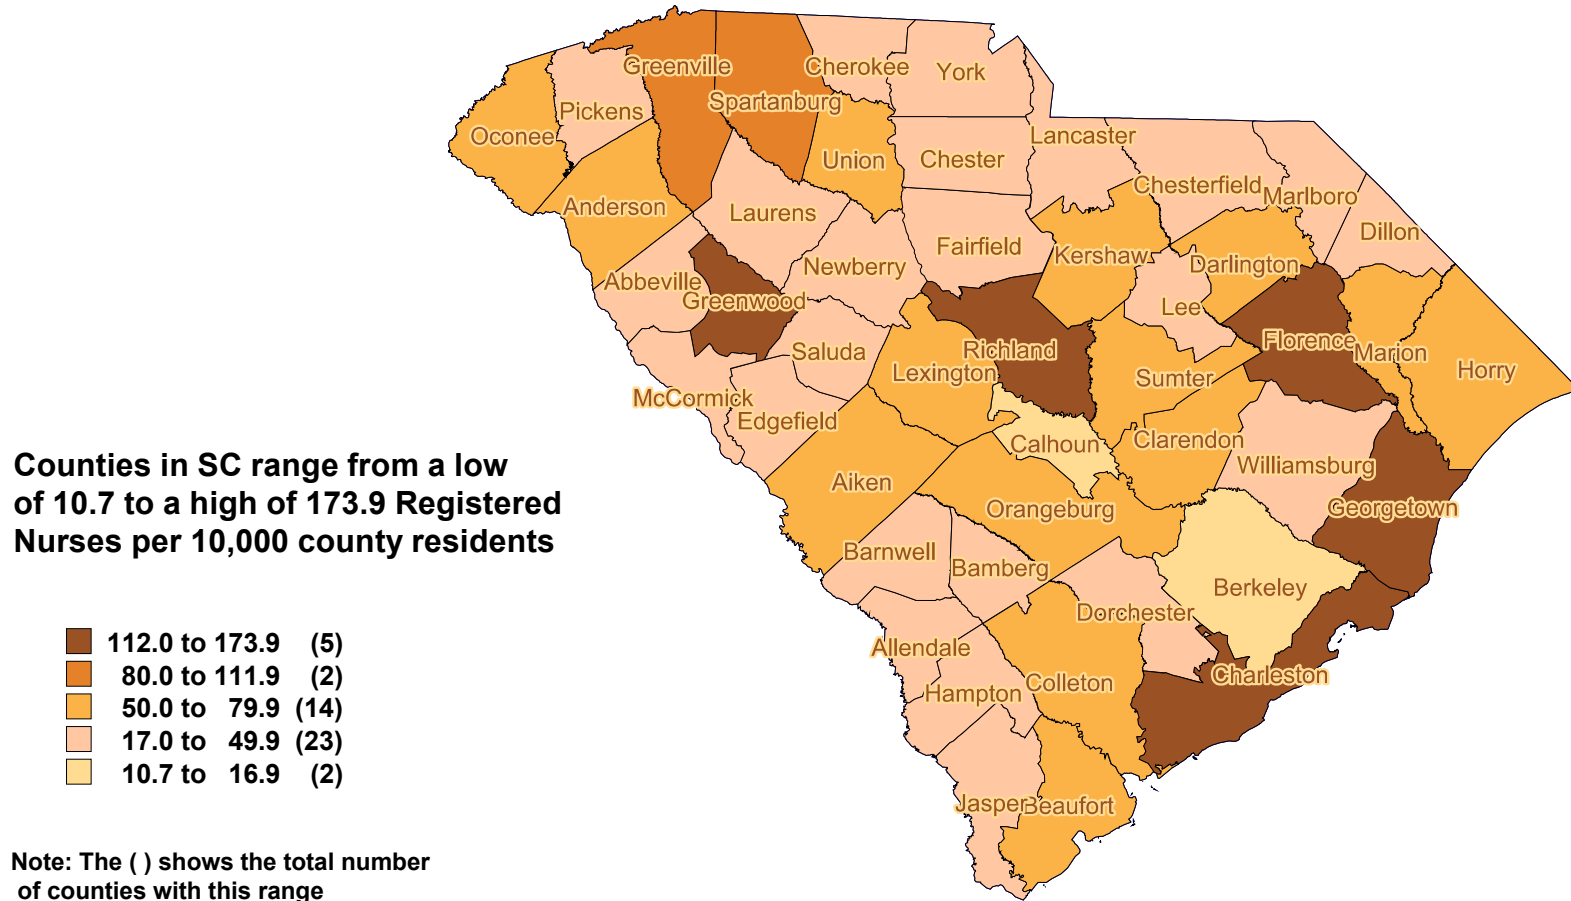 Greenville
Cherokee
York
Spartanburg
Pickens
Oconee
Union
Chester
Lancaster
Chesterfield
Marlboro
Anderson
Laurens
Dillon
Fairfield
Kershaw
Darlington
Newberry
Abbeville
Greenwood
Lee
Saluda
Richland
Florence
Marion
Lexington
Sumter
Horry
McCormick
Edgefield
Calhoun
Clarendon
Williamsburg
Aiken
Orangeburg
Georgetown
Counties in SC range from a low
of 10.7 to a high of 173.9 Registered
Nurses per 10,000 county residents
Barnwell
Bamberg
Berkeley
Dorchester
Allendale
Hampton
Colleton
Charleston
Jasper
Beaufort
112.0 to 173.9 (5)
80.0 to 111.9 (2)
50.0 to 79.9 (14)
17.0 to 49.9 (23)
10.7 to 16.9 (2)
Note: The ( ) shows the total number
of counties with this range